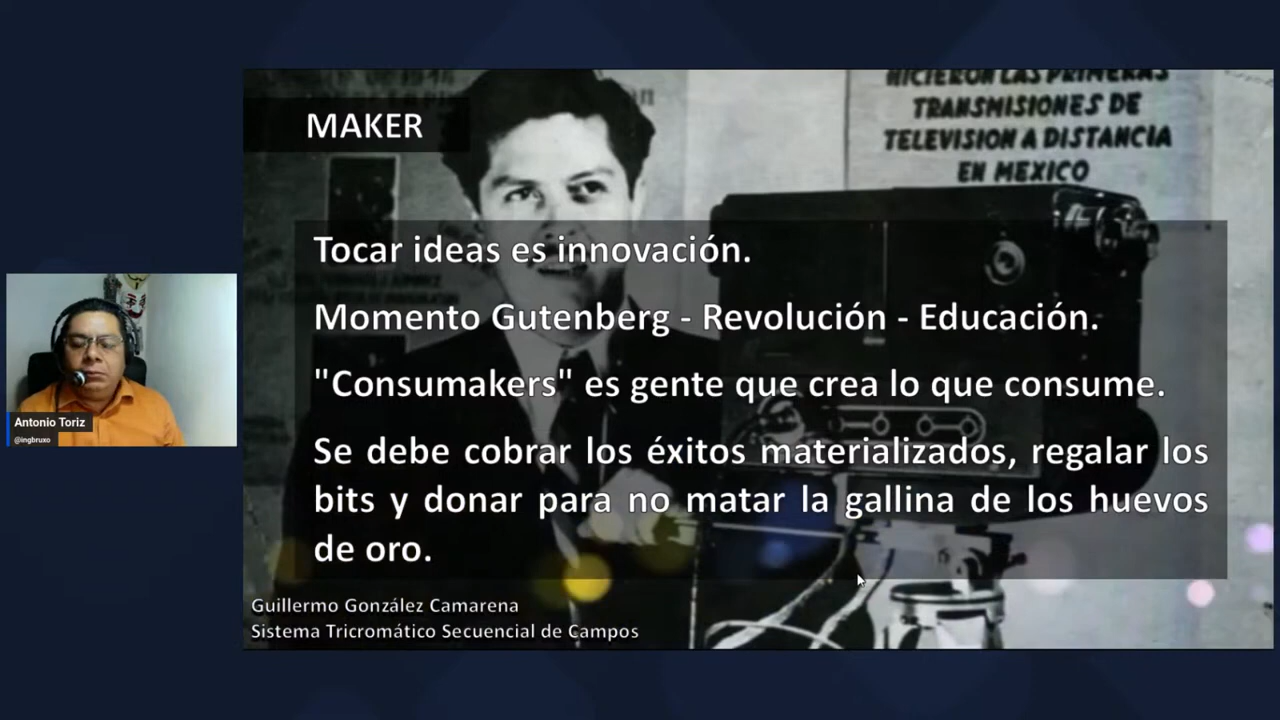 HICIERON LAS PRIMERAS
TRANSMISIONES DE
TELEVISION A DISTANCIA
EN MEXICO
MAKER
Tocar ideas es innovación.
Momento Gutenberg - Revolución - Educación.
"Consumakers" es gente que crea lo que consume.
Se debe cobrar los éxitos materializados, regalar los
bits y donar para no matar la gallina de los huevos
de oro.
Guillermo González Camarena
Sistema Tricromático Secuencial de Campos
Antonio Toriz
@ingbruxo